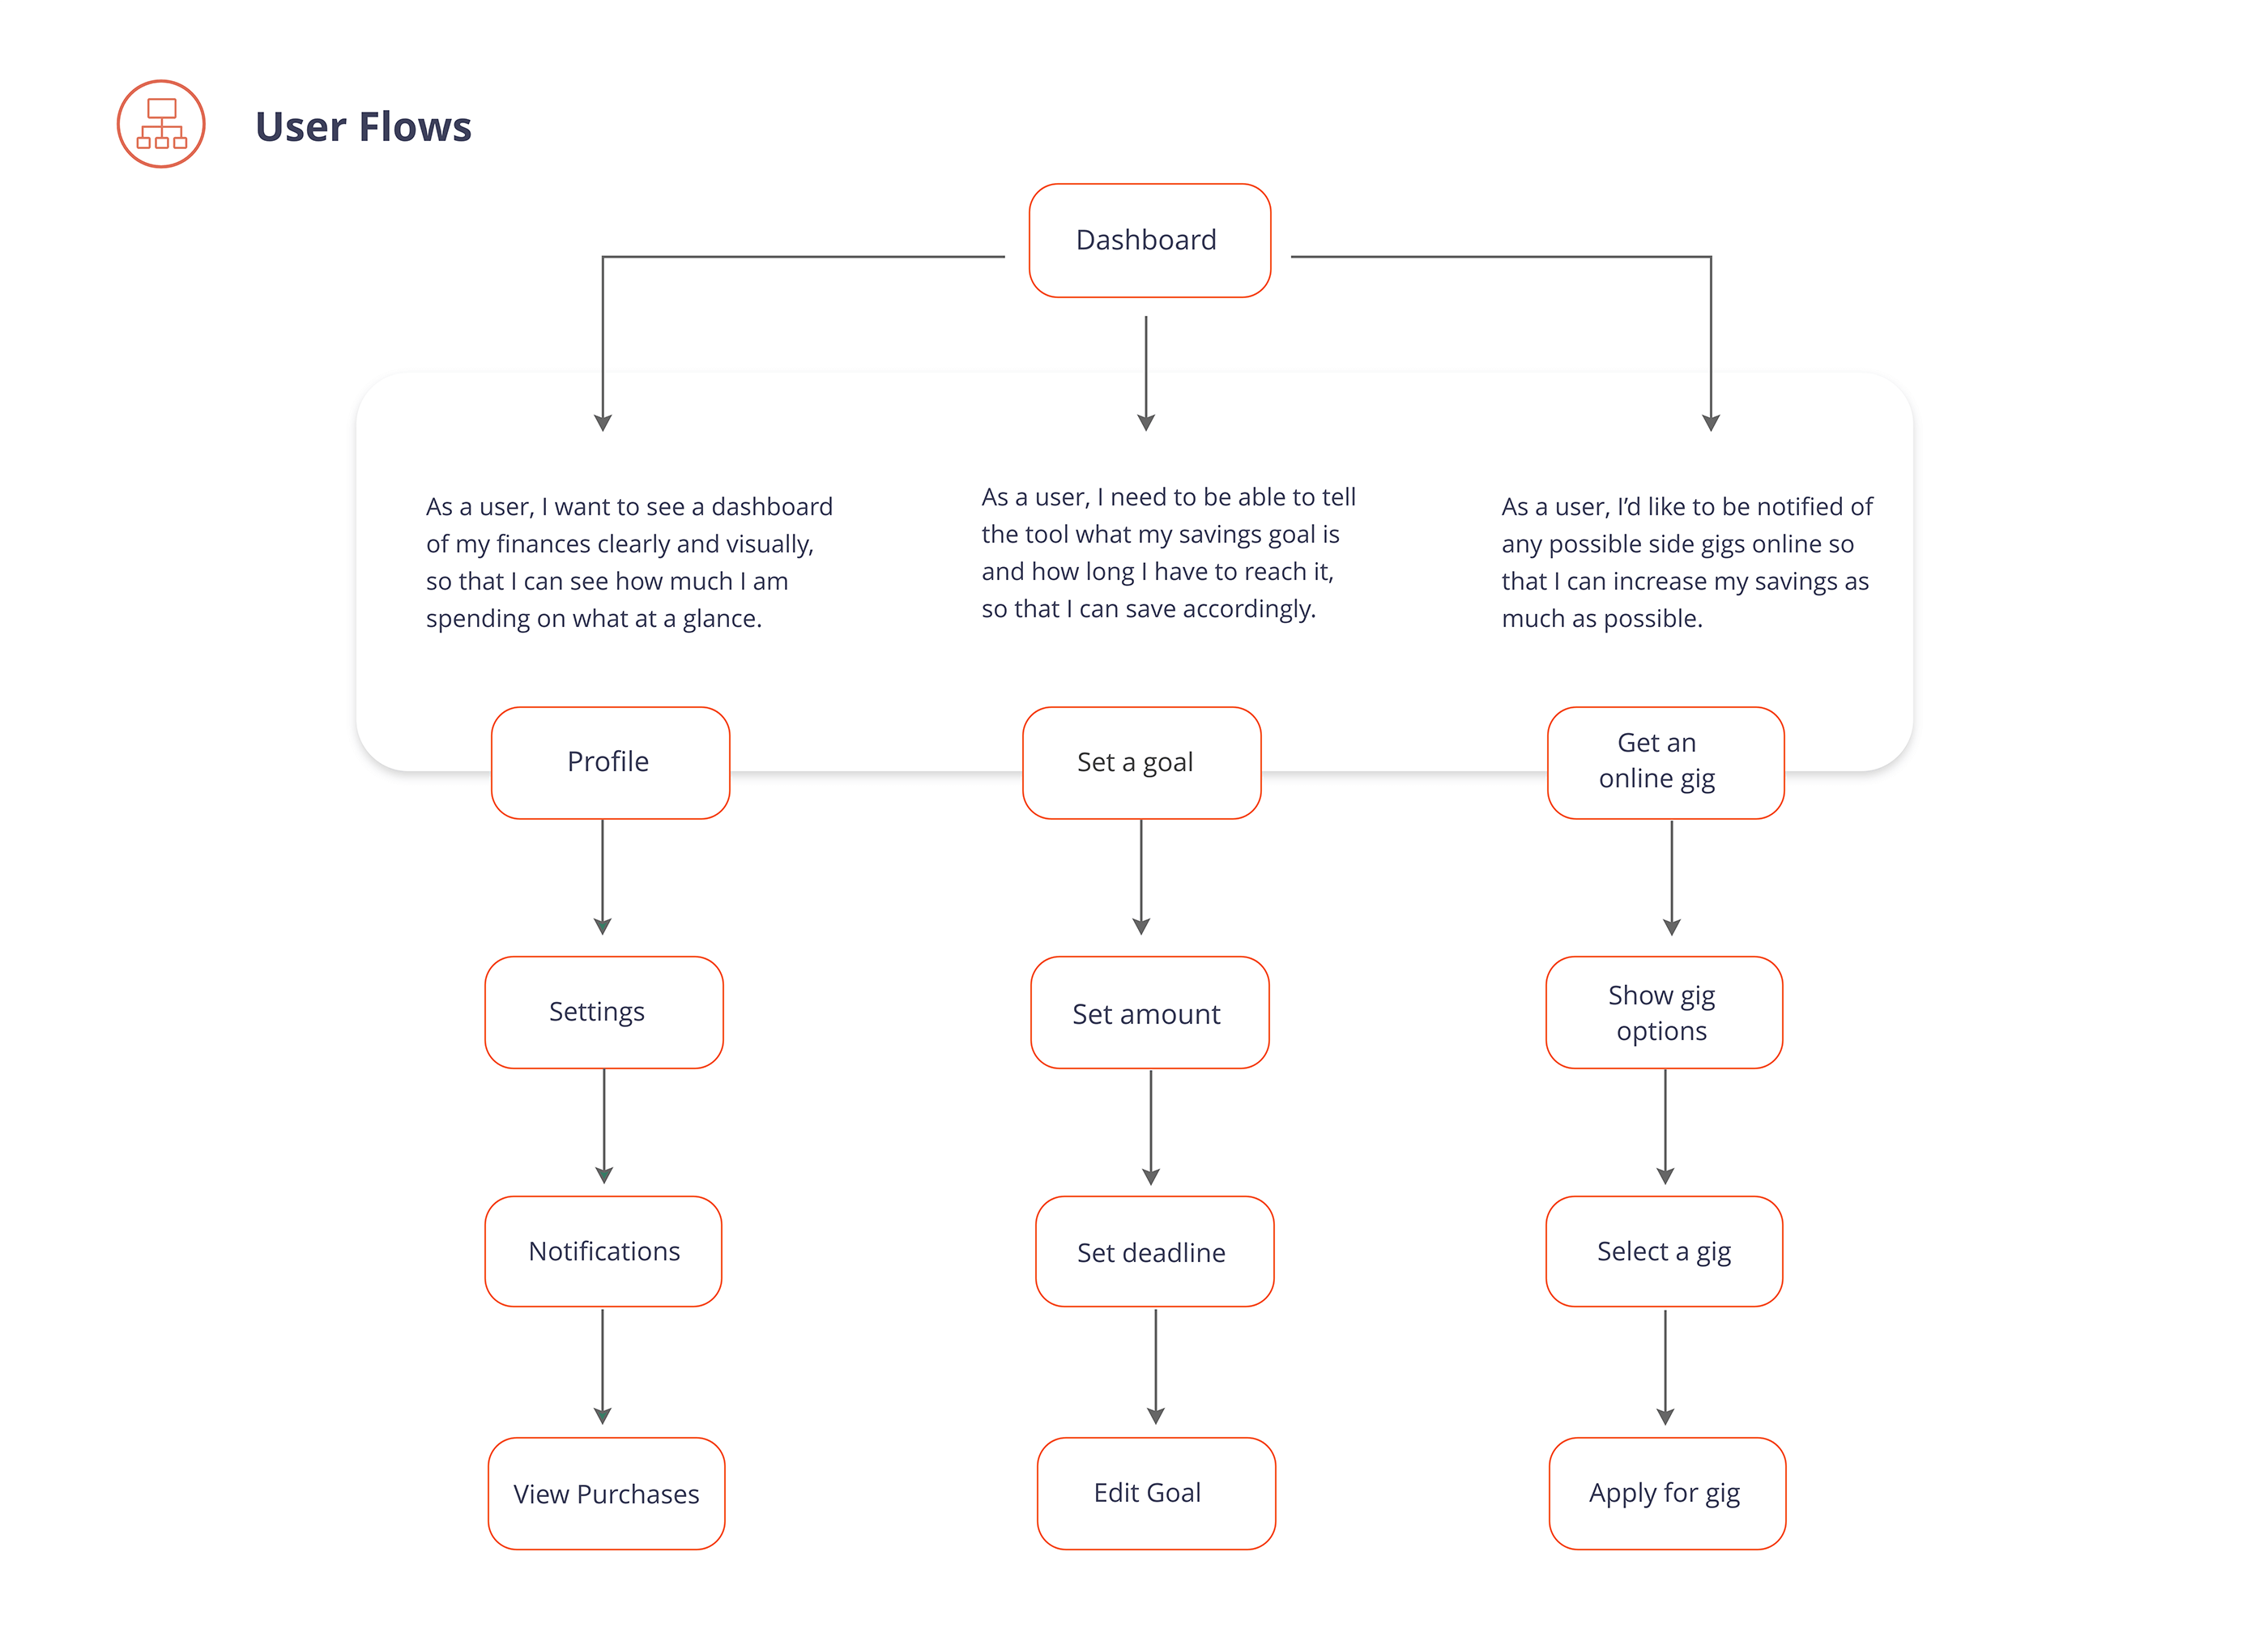 User Flows
Dashboard
As a user, I want to see a dashboard
of my finances clearly and visually,
so that I can see how much I am
spending on what at a glance.
As a user, I need to be able to tell
the tool what my savings goal is
and how long I have to reach it,
so that I can save accordingly.
As a user, I’d like to be notified of
any possible side gigs online so
that I can increase my savings as
much as possible.
Profile
Set a goal
Get an
online gig
Settings
Set amount
Show gig
options
Notifications
Set deadline
Select a gig
View Purchases
Edit Goal
Apply for gig